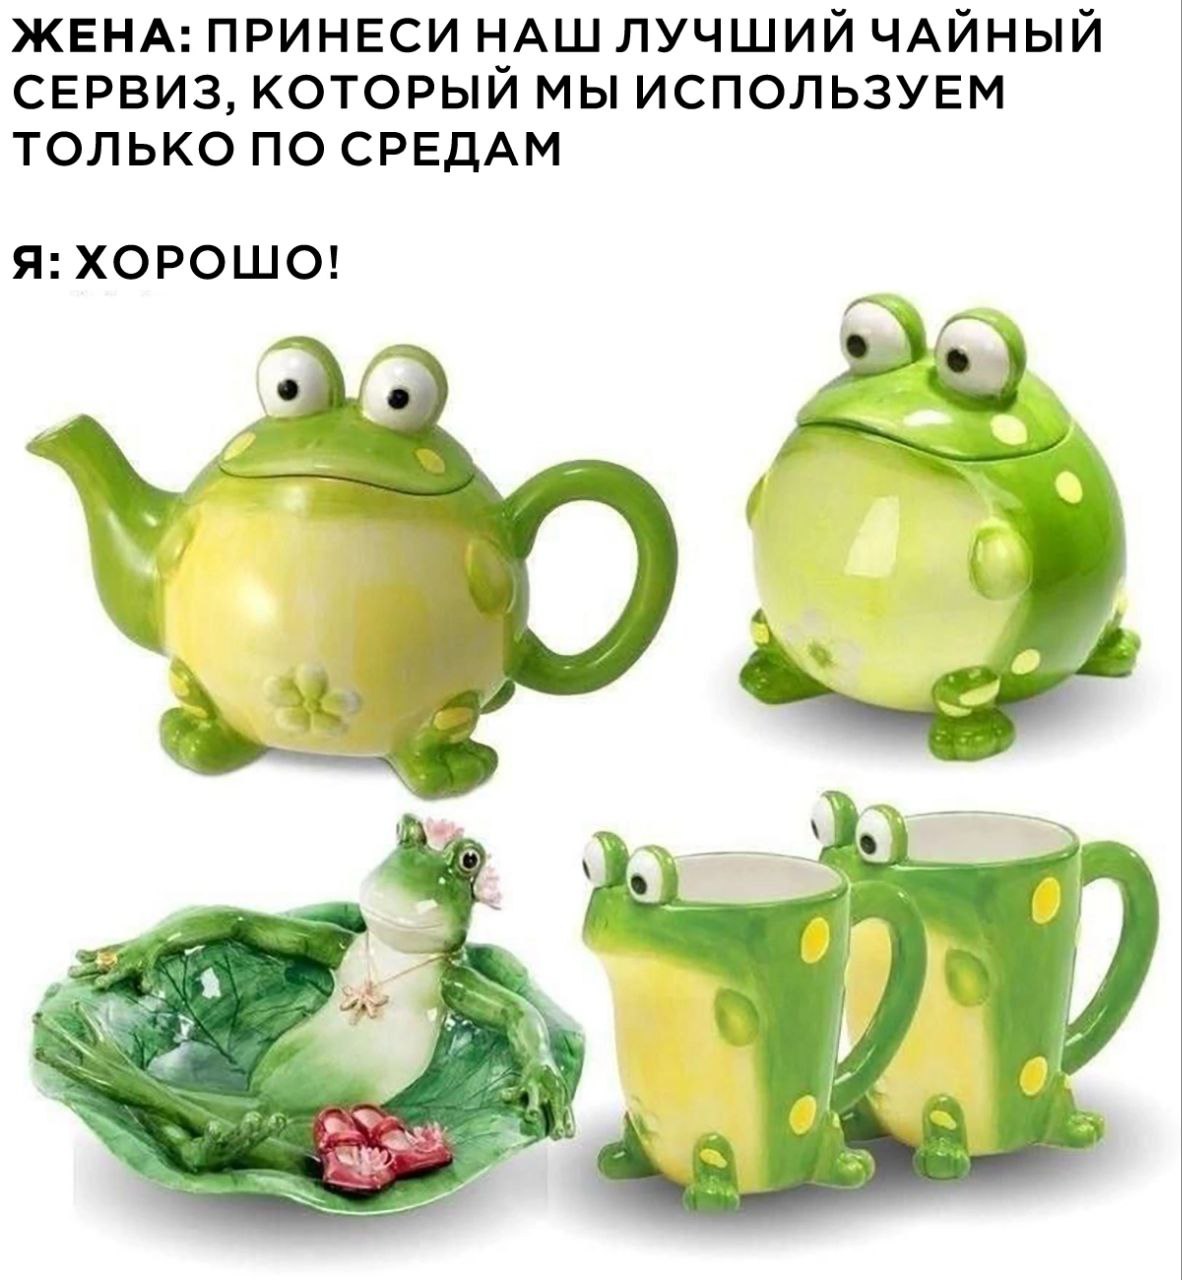 ЖЕНА: ПРИНЕСИ НАШ ЛУЧШИЙ ЧАЙНЫЙ
СЕРВИЗ, КОТОРЫЙ МЫ ИСПОЛЬЗУЕМ
ТОЛЬКО ПО СРЕДАМ
Я: ХОРОШО!